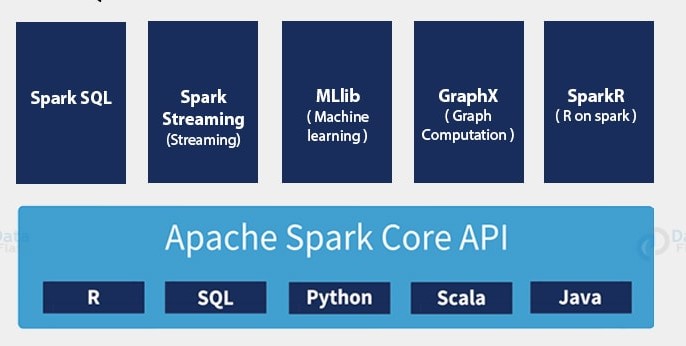 Spark SQL
Spark
Streaming
(Streaming)
MLlib
( Machine
learning )
GraphX
( Graph
Computation )
SparkR
( R on spark )
Apache Spark Core API
R
SQL
Python
Scala
Java